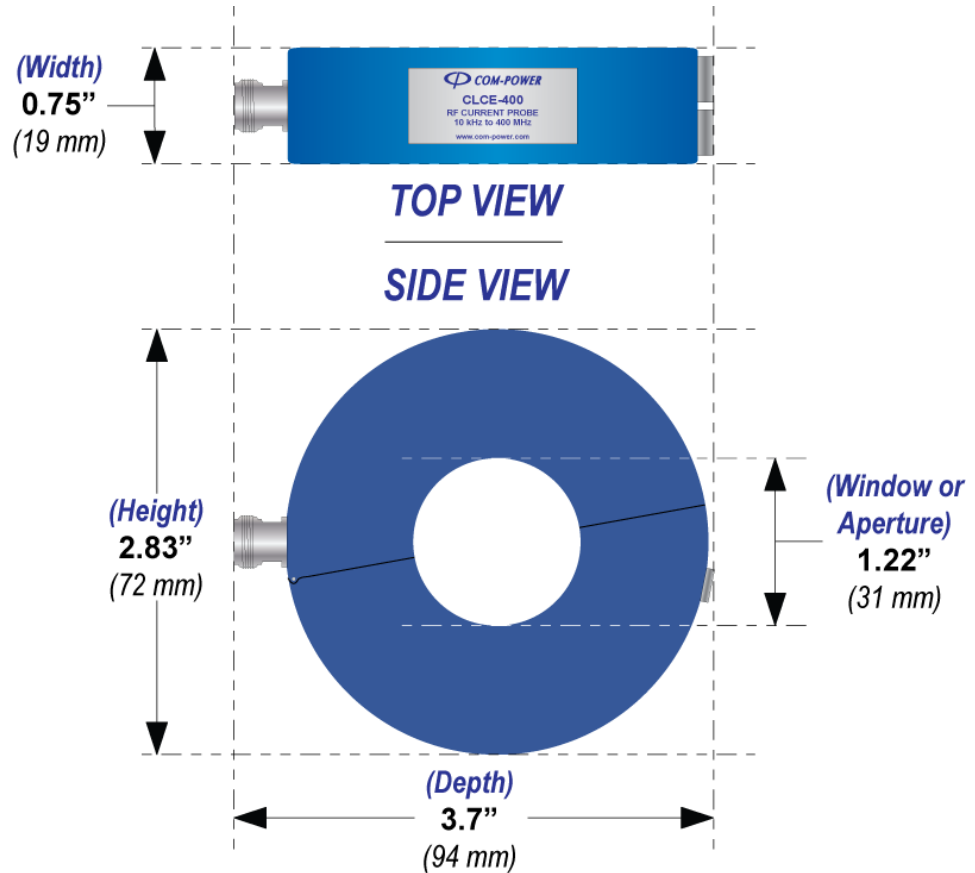 (Width)
0.75”
(19 mm)
COM-POWER
CLCE-400
RF CURRENT PROBE
10 kHz to 400 MHz
www.com-power.com
TOP VIEW
SIDE VIEW
(Height)
2.83”
(72 mm)
(Window or
Aperture)
1.22”
(31 mm)
(Depth)
3.7”
(94 mm)